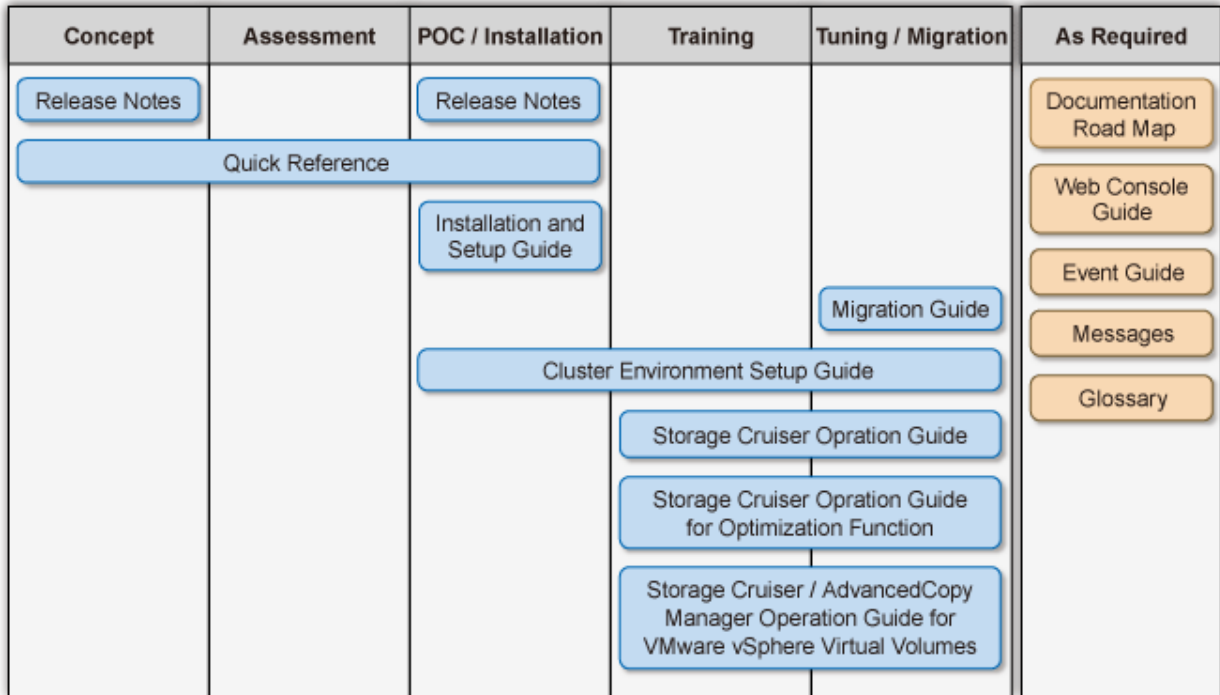 Concept
Assessment
POC / Installation
Training
Tuning / Migration
As Required
Release Notes
Release Notes
Quick Reference
Installation and
Setup Guide
Migration Guide
Cluster Environment Setup Guide
Storage Cruiser Opration Guide
Storage Cruiser Opration Guide
for Optimization Function
Storage Cruiser / AdvancedCopy
Manager Operation Guide for
VMware vSphere Virtual Volumes
Documentation
Road Map
Web Console
Guide
Event Guide
Messages
Glossary